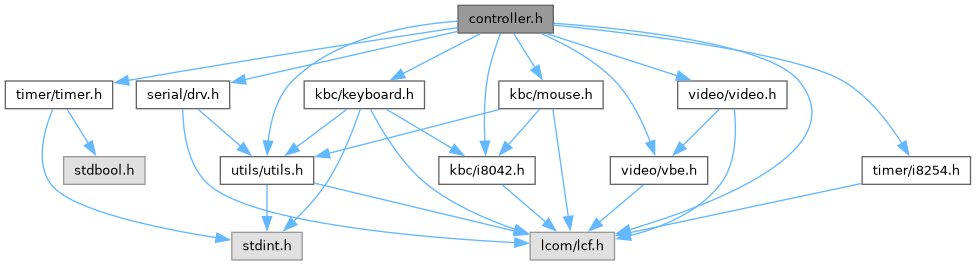 controller.h
timer/timer.h
serial/drv.h
kbc/keyboard.h
kbc/mouse.h
video/video.h
stdbool.h
utils/utils.h
kbc/i8042.h
video/vbe.h
timer/i8254.h
stdint.h
lcom/lcf.h